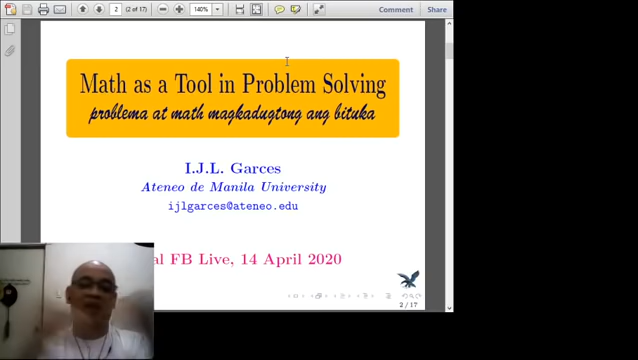 2 (2 of 17) 140% Comment Share
Math as a Tool in Problem Solving
problema at math magkadugtong ang bituka
I.J.L. Garces
Ateneo de Manila University
ijlgarces@ateneo.edu
al FB Live, 14 April 2020
2 / 17